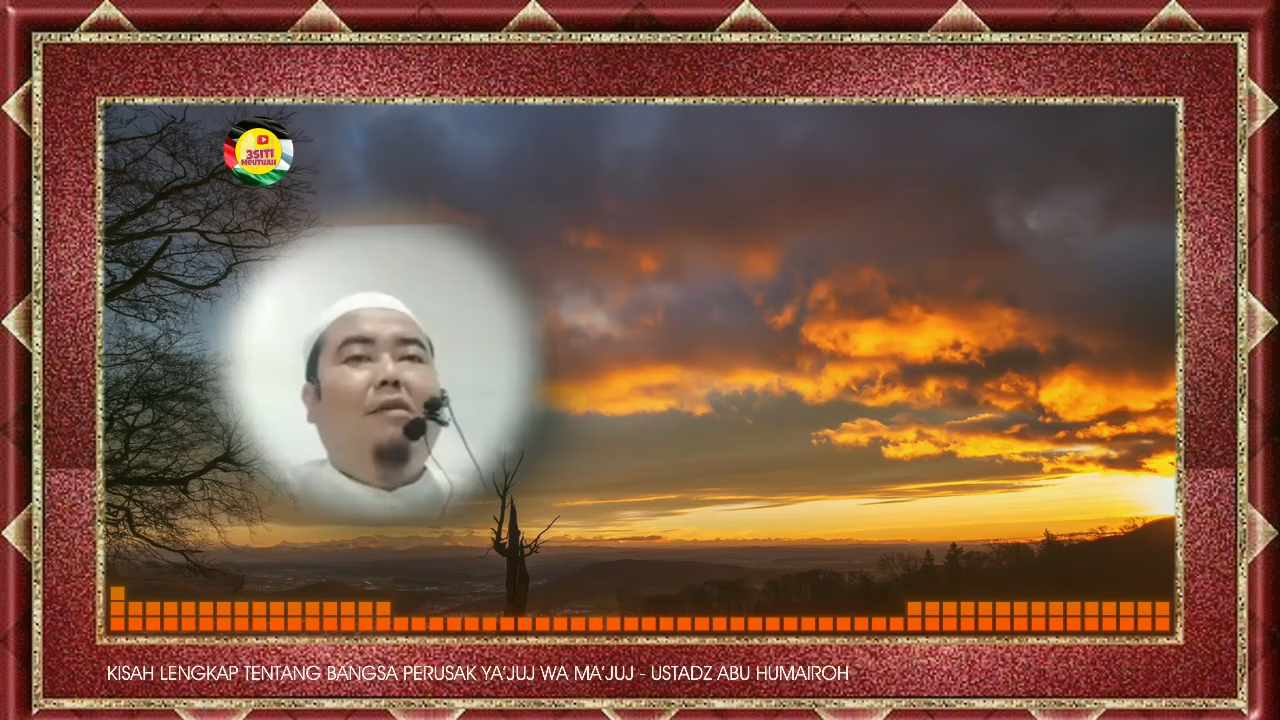 3SITI
MEUTUAH
KISAH LENGKAP TENTANG BANGSA PERUSAK YA'JUJ WA MA'JUJ - USTADZ ABU HUMAIROH